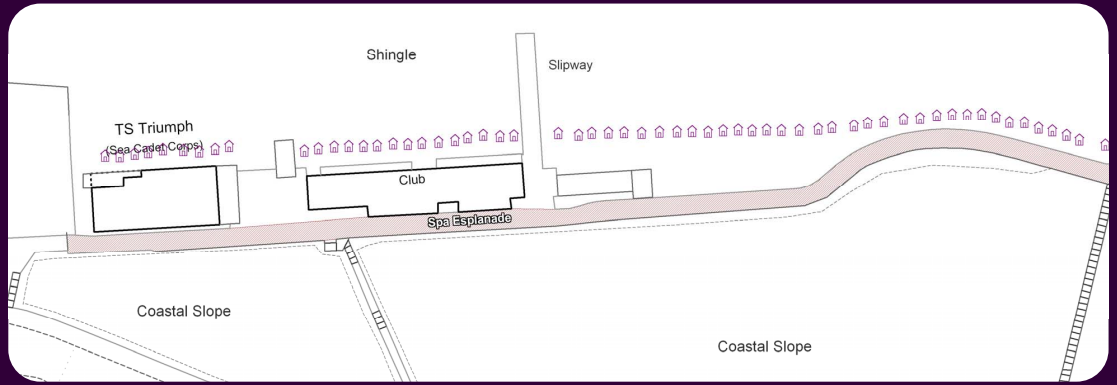 Shingle
Slipway
TS Triumph
(Sea Cadet Corps)
Club
Spa Esplanade
Coastal Slope
Coastal Slope